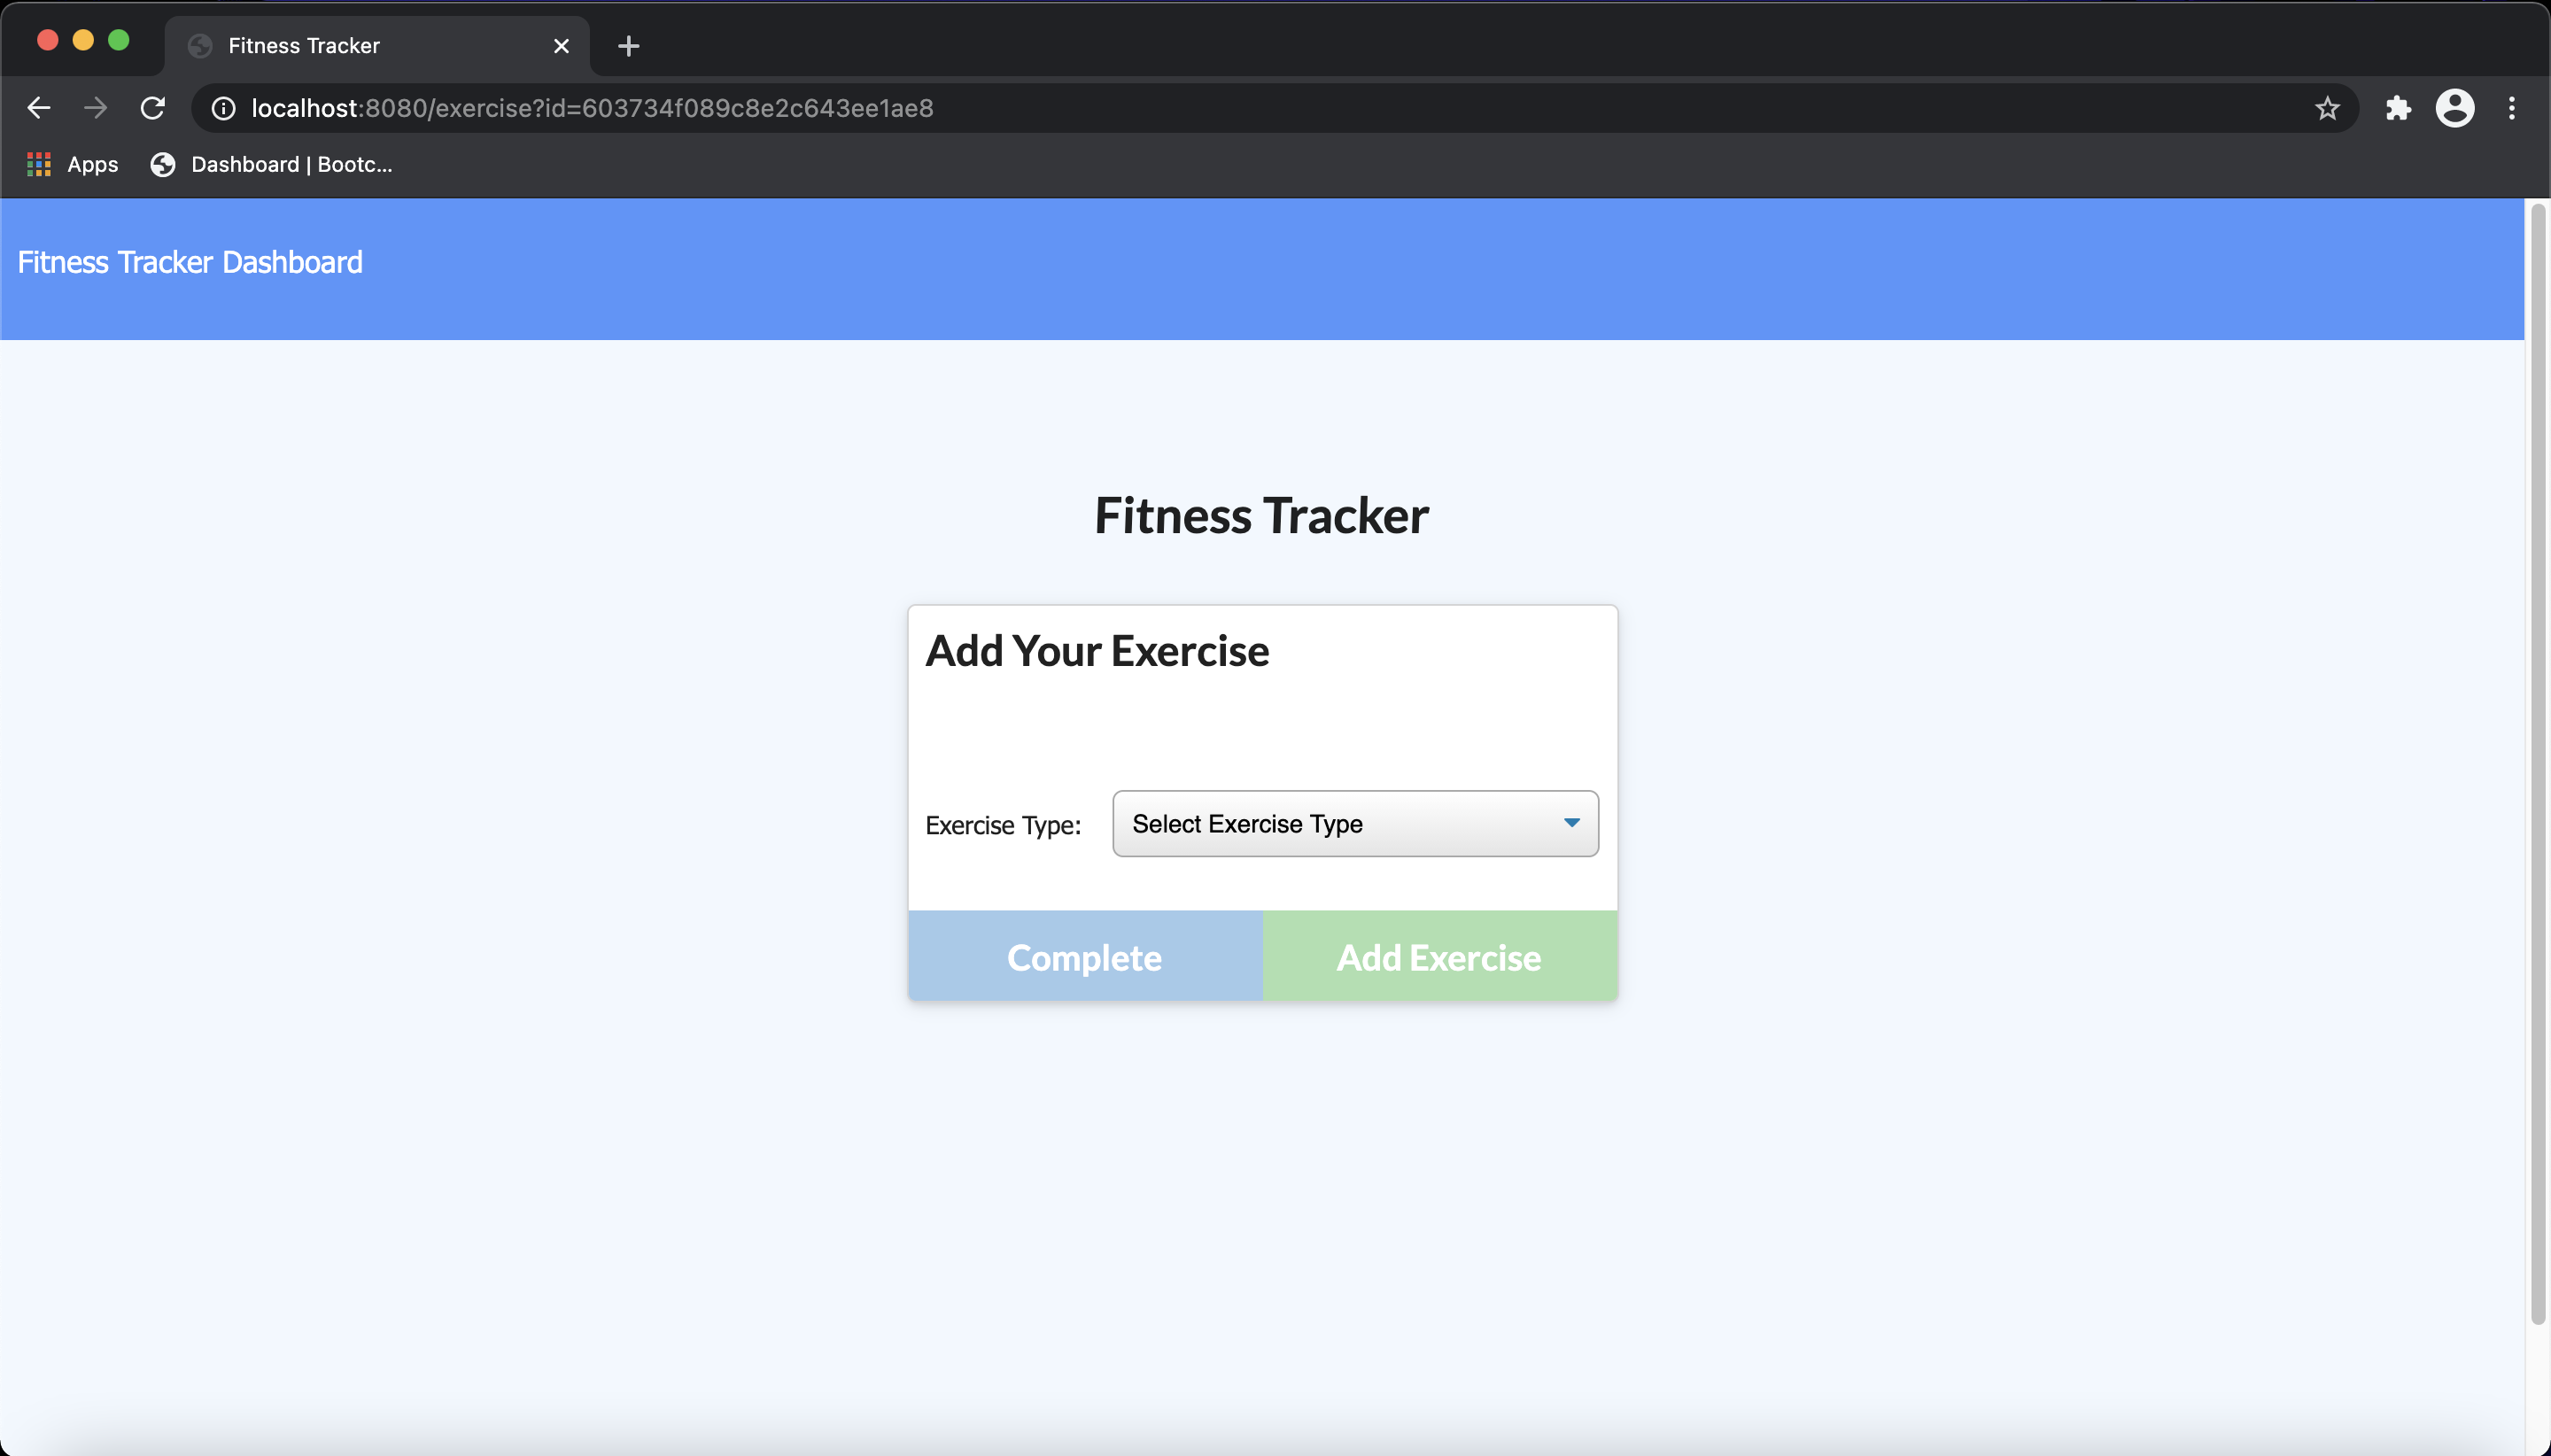 Fitness Tracker
localhost:8080/exercise?id=603734f089c8e2c643ee1ae8
Apps Dashboard | Bootc...
Fitness Tracker Dashboard
Fitness Tracker
Add Your Exercise
Exercise Type: Select Exercise Type
Complete Add Exercise